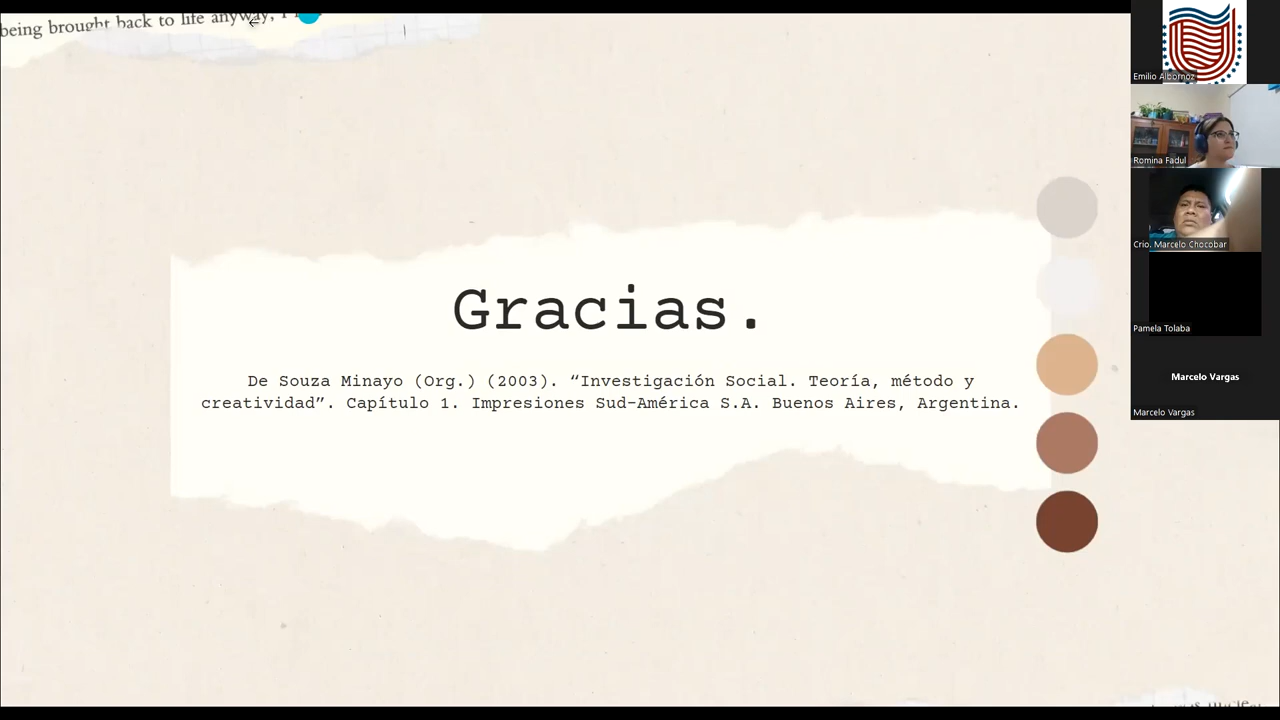 being brought back to life anyway,
Emilio Albornoz
Romina Fadul
Crio. Marcelo Chocobar
Gracias.
Pamela Tolaba
De Souza Minayo (Org.) (2003). “Investigación Social. Teoría, método y
creatividad”. Capítulo 1. Impresiones Sud-América S.A. Buenos Aires, Argentina.
Marcelo Vargas
Marcelo Vargas